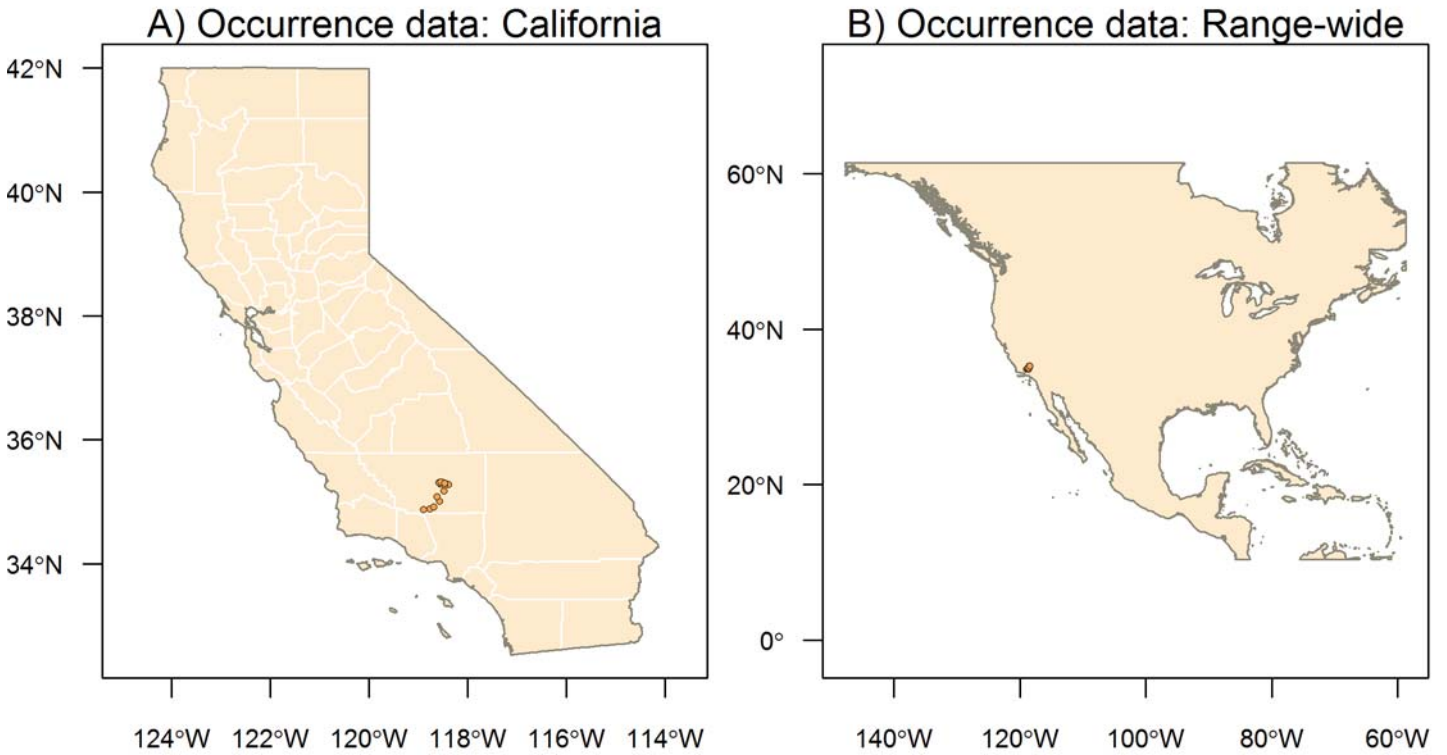 A) Occurrence data: California
42°N
40°N
38°N
36°N
34°N
124°W 122°W 120°W 118°W 116°W 114°W
B) Occurrence data: Range-wide
60°N
40°N
20°N
0°
140°W 120°W 100°W 80°W 60°W